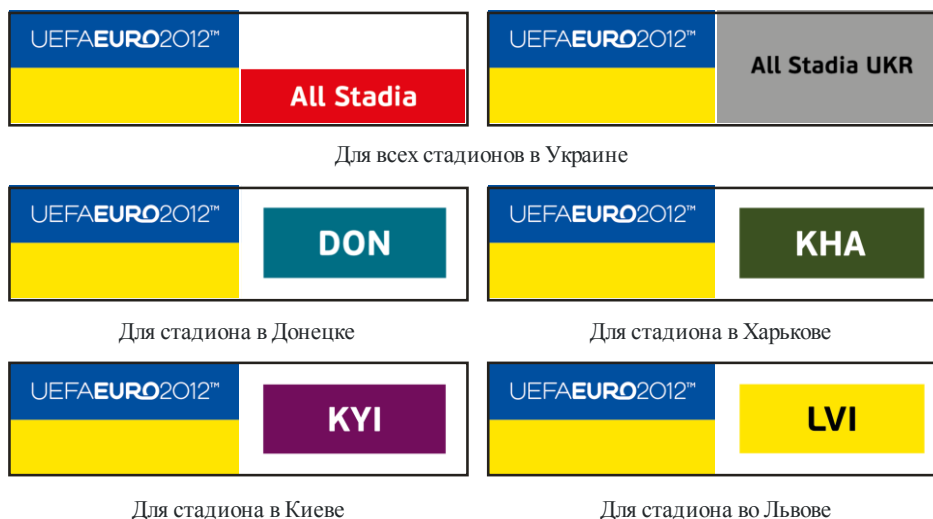 UEFAEURO2012™
All Stadia
UEFAEURO2012™
All Stadia UKR
Для всех стадионов в Украине
UEFAEURO2012™
DON
UEFAEURO2012™
KHA
Для стадиона в Донецке
Для стадиона в Харькове
UEFAEURO2012™
KYI
UEFAEURO2012™
LVI
Для стадиона в Киеве
Для стадиона во Львове